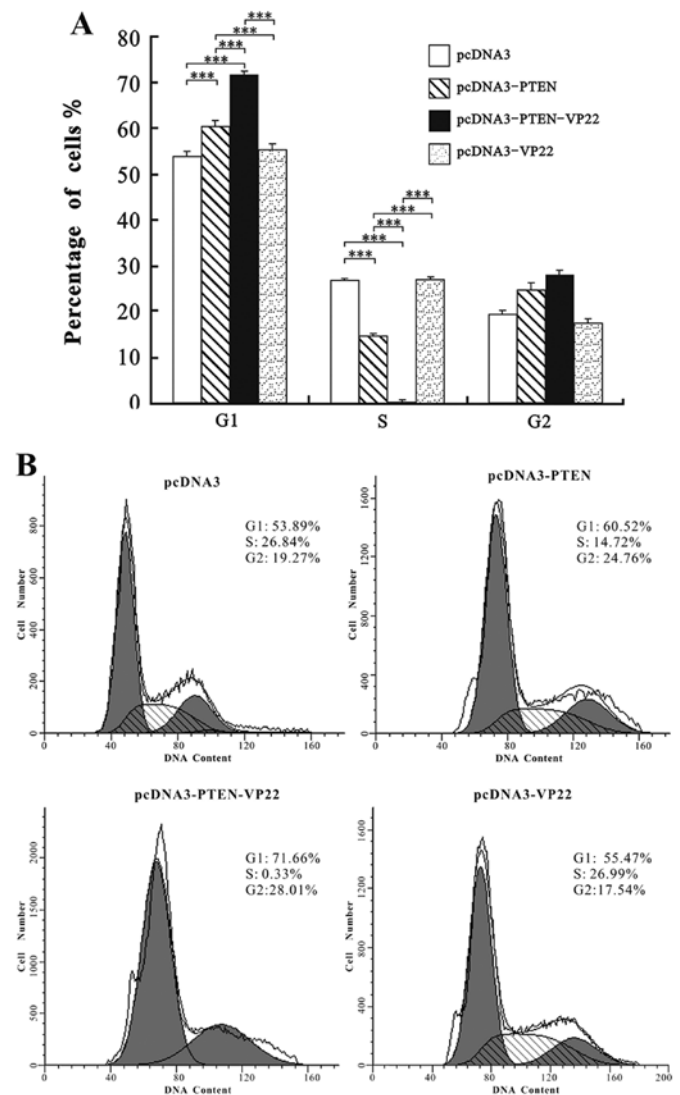 A
80
70
60
50
40
30
20
10
0
Percentage of cells %
***
***
***
***
***
***
***
***
***
***
pcDNA3
pcDNA3-PTEN
pcDNA3-PTEN-VP22
pcDNA3-VP22
G1 S G2
B
pcDNA3
G1: 53.89%
S: 26.84%
G2: 19.27%
Cell Number
800
600
400
200
0
0 40 80 120 160
DNA Content
pcDNA3-PTEN
G1: 60.52%
S: 14.72%
G2: 24.76%
Cell Number
1600
1200
800
400
0
0 40 80 120 160
DNA Content
pcDNA3-PTEN-VP22
G1: 71.66%
S: 0.33%
G2:28.01%
Cell Number
2000
1500
1000
500
0
0 40 80 120 160
DNA Content
pcDNA3-VP22
G1: 55.47%
S: 26.99%
G2:17.54%
Cell Number
1600
1200
800
400
0
0 40 80 120 160 200
DNA Content